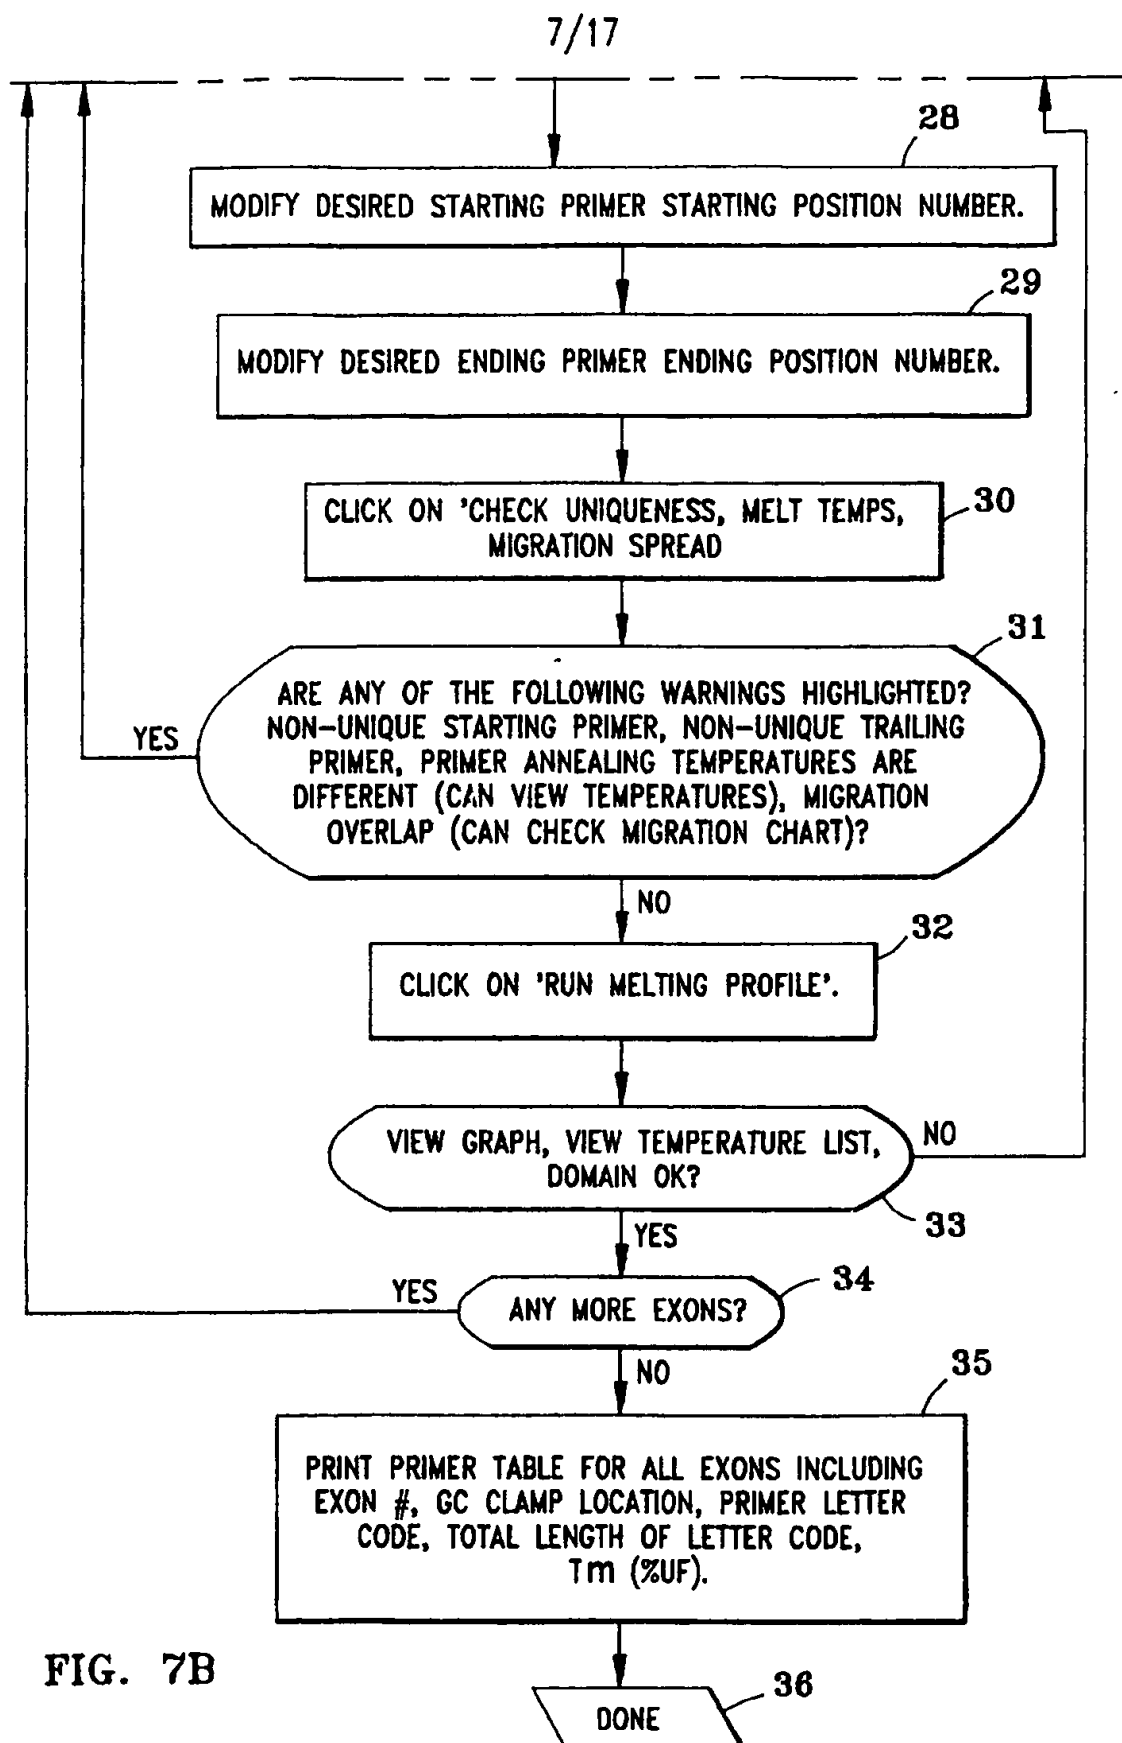 7/17
28
MODIFY DESIRED STARTING PRIMER STARTING POSITION NUMBER.
29
MODIFY DESIRED ENDING PRIMER ENDING POSITION NUMBER.
CLICK ON 'CHECK UNIQUENESS, MELT TEMPS,
MIGRATION SPREAD
30
31
ARE ANY OF THE FOLLOWING WARNINGS HIGHLIGHTED?
NON-UNIQUE STARTING PRIMER, NON-UNIQUE TRAILING
PRIMER, PRIMER ANNEALING TEMPERATURES ARE
DIFFERENT (CAN VIEW TEMPERATURES), MIGRATION
OVERLAP (CAN CHECK MIGRATION CHART)?
YES
NO
32
CLICK ON 'RUN MELTING PROFILE'.
VIEW GRAPH, VIEW TEMPERATURE LIST,
DOMAIN OK?
NO
33
YES
34
YES
ANY MORE EXONS?
NO
35
PRINT PRIMER TABLE FOR ALL EXONS INCLUDING
EXON #, GC CLAMP LOCATION, PRIMER LETTER
CODE, TOTAL LENGTH OF LETTER CODE,
Tm (%UF).
FIG. 7B
36
DONE